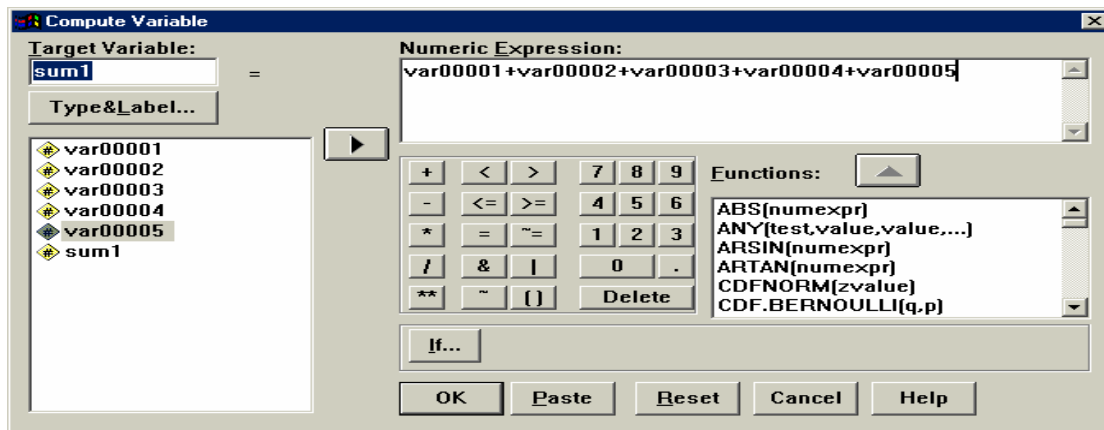 Compute Variable
Target Variable:
sum1
=
Type&Label...
var00001
var00002
var00003
var00004
var00005
sum1
Numeric Expression:
var00001+var00002+var00003+var00004+var00005
+ < > 7 8 9
- <= >= 4 5 6
* = ~= 1 2 3
/ & | 0 .
** ~ () Delete
Functions:
ABS(numexpr)
ANY(test,value,value,...)
ARSIN(numexpr)
ARTAN(numexpr)
CDFNORM(zvalue)
CDF.BERNOULLI(q,p)
If...
OK Paste Reset Cancel Help